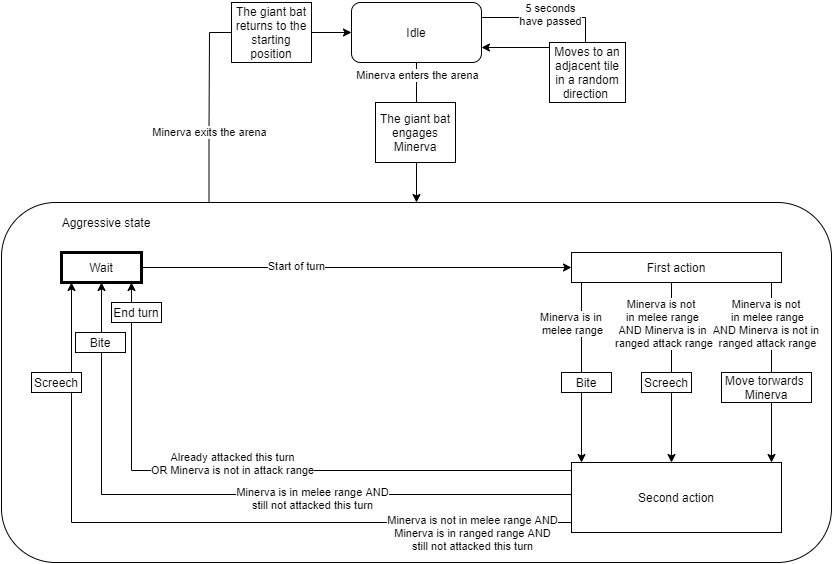 The giant bat
returns to the
starting
position
Idle
5 seconds
have passed
Moves to an
adjacent tile
in a random
direction
Minerva enters the arena
The giant bat
engages
Minerva
Minerva exits the arena
Aggressive state
Wait
Start of turn
First action
End turn
Bite
Screech
Minerva is in
melee range
Minerva is not
in melee range
AND Minerva is in
ranged attack range
Minerva is not
in melee range
AND Minerva is not in
ranged attack range
Bite
Screech
Move torwards
Minerva
Already attacked this turn
OR Minerva is not in attack range
Minerva is in melee range AND
still not attacked this turn
Minerva is not in melee range AND
Minerva is in ranged range AND
still not attacked this turn
Second action